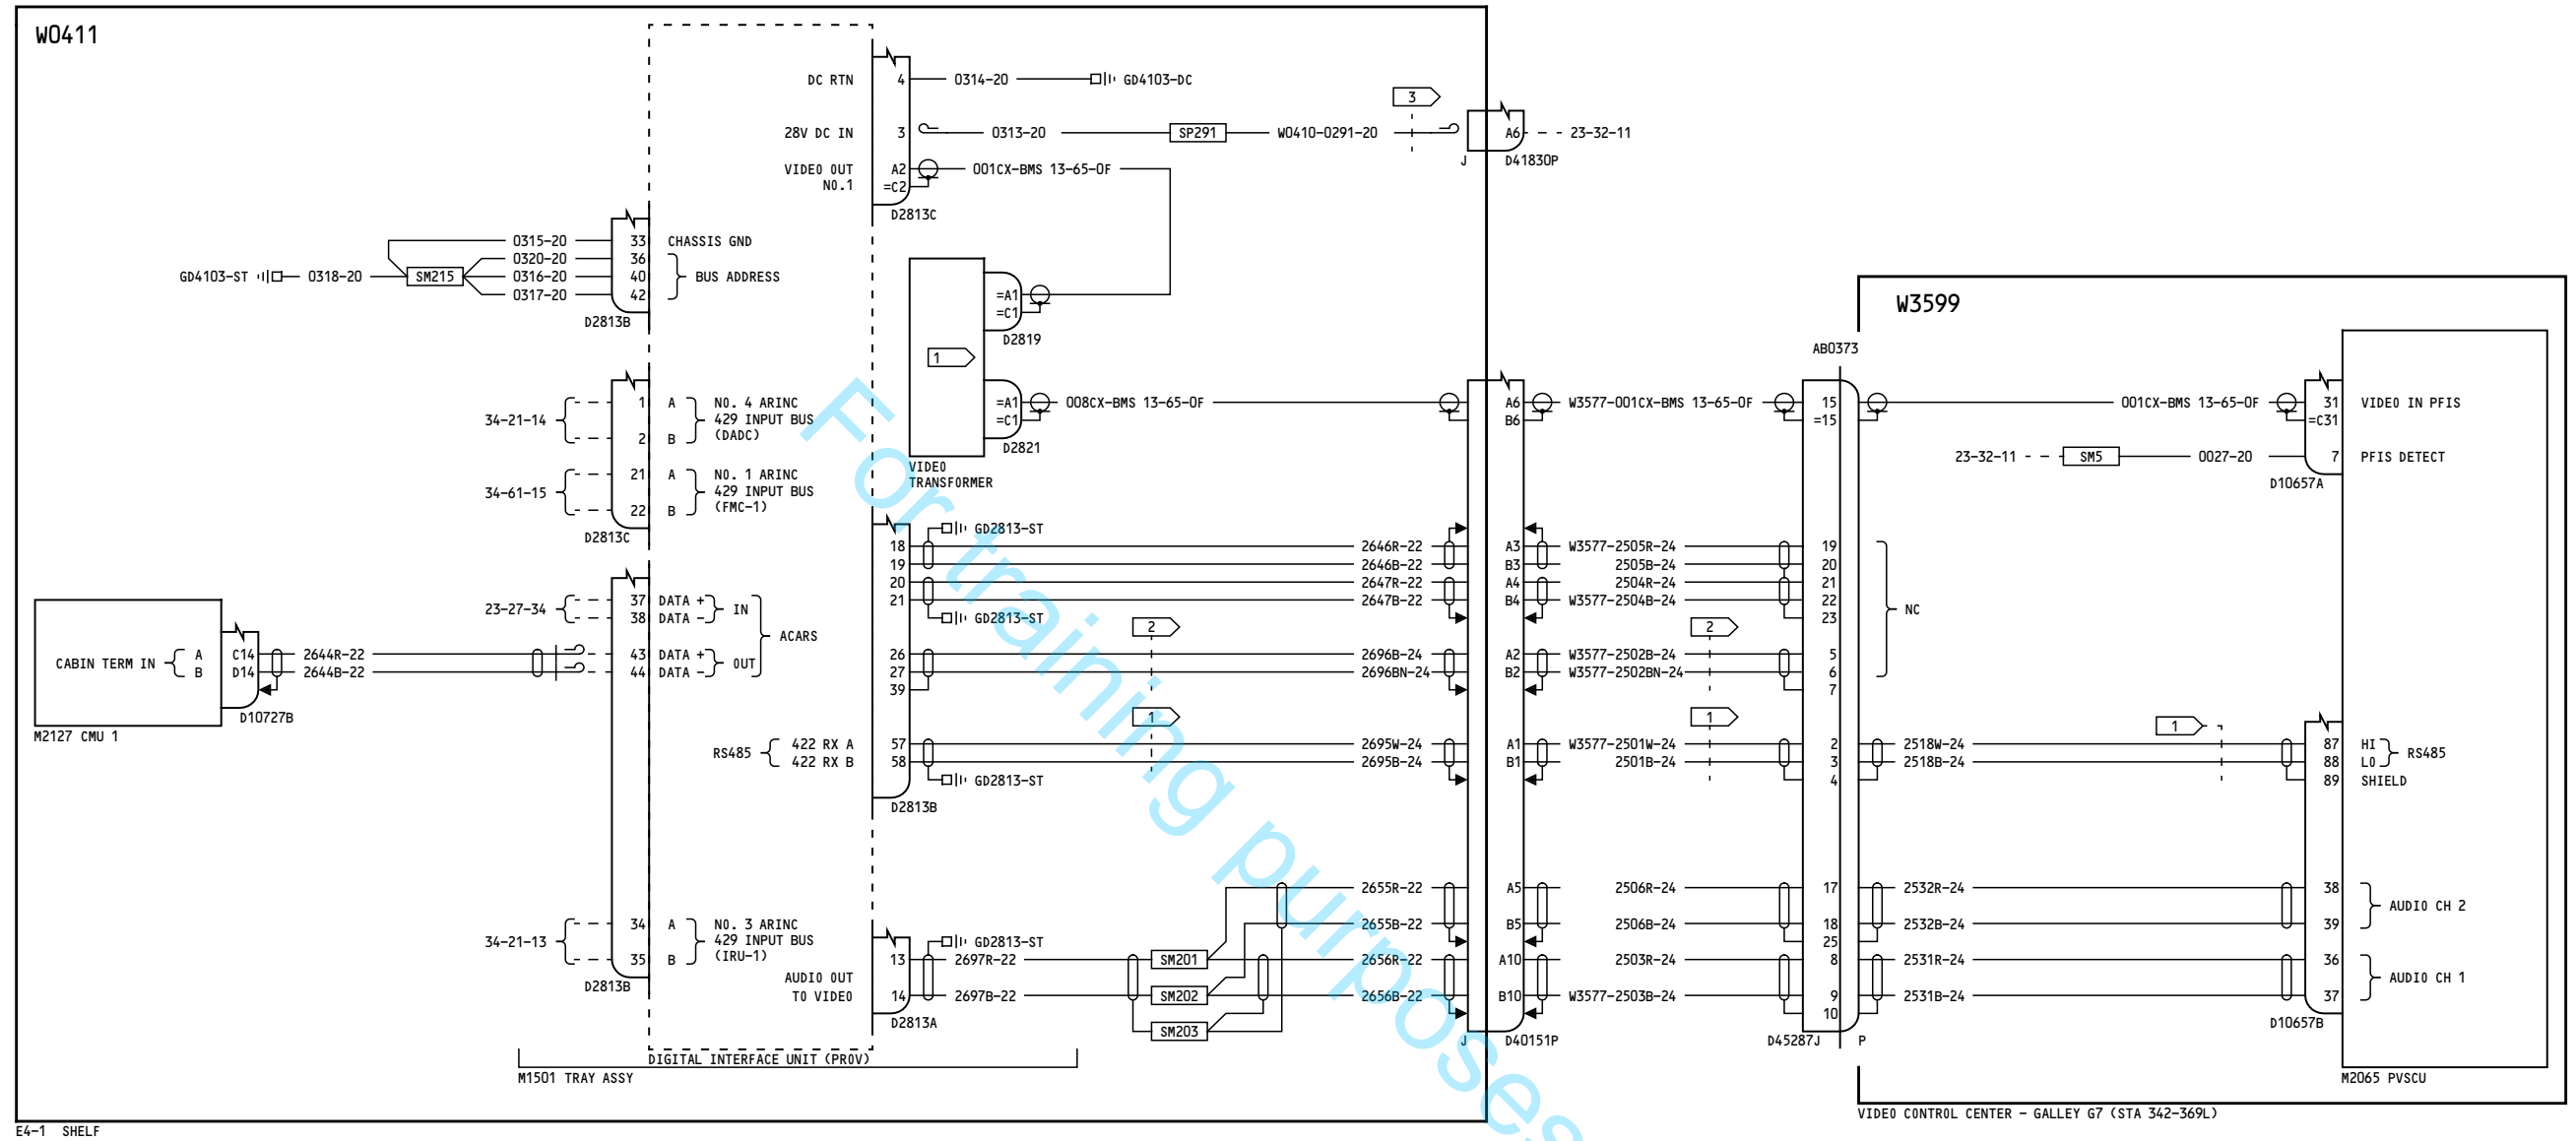 W0411
DC RTN 4 0314-20 GD4103-DC
3
28V DC IN 3 0313-20 SP291 W0410-0291-20 A6 23-32-11
J D41830P
VIDEO OUT A2 001CX-BMS 13-65-0F
NO.1 =C2
D2813C
0315-20 33 CHASSIS GND
0320-20 36
GD4103-ST 0318-20 SM215 0316-20 40 BUS ADDRESS
0317-20 42
D2813B
=A1
=C1
D2819
1
W3599
AB0373
34-21-14 1 A NO. 4 ARINC
429 INPUT BUS
2 B (DADC)
=A1 008CX-BMS 13-65-0F A6 W3577-001CX-BMS 13-65-0F 15 001CX-BMS 13-65-0F 31 VIDEO IN PFIS
=C1 B6 =15 =C31
D2821
VIDEO
TRANSFORMER
23-32-11 SM5 0027-20 7 PFIS DETECT
D10657A
34-61-15 21 A NO. 1 ARINC
429 INPUT BUS
22 B (FMC-1)
D2813C
GD2813-ST
18 2646R-22 A3 W3577-2505R-24 19
19 2646B-22 B3 2505B-24 20
20 2647R-22 A4 2504R-24 21
21 2647B-22 B4 W3577-2504B-24 22
GD2813-ST 23
NC
23-27-34 37 DATA + IN
38 DATA -
ACARS
2 2
CABIN TERM IN A C14 2644R-22 43 DATA + OUT
B D14 2644B-22 44 DATA -
D10727B
M2127 CMU 1
26 2696B-24 A2 W3577-2502B-24 5
27 2696BN-24 B2 W3577-2502BN-24 6
39 7
1 1 1
RS485 422 RX A 57 2695W-24 A1 W3577-2501W-24 2 2518W-24 87 HI RS485
422 RX B 58 2695B-24 B1 2501B-24 3 2518B-24 88 LO
GD2813-ST 4 89 SHIELD
D2813B
2655R-22 A5 2506R-24 17 2532R-24 38
AUDIO CH 2
2655B-22 B5 2506B-24 18 2532B-24 39
25
34-21-13 34 A NO. 3 ARINC
429 INPUT BUS
35 B (IRU-1)
D2813B
GD2813-ST
AUDIO OUT
TO VIDEO
13 2697R-22 SM201 2656R-22 A10 2503R-24 8 2531R-24 36
AUDIO CH 1
14 2697B-22 SM202 2656B-22 B10 W3577-2503B-24 9 2531B-24 37
10
D2813A SM203
D10657B
J D40151P D45287J P
DIGITAL INTERFACE UNIT (PROV)
M1501 TRAY ASSY
M2065 PVSCU
VIDEO CONTROL CENTER - GALLEY G7 (STA 342-369L)
E4-1 SHELF
For training purposes